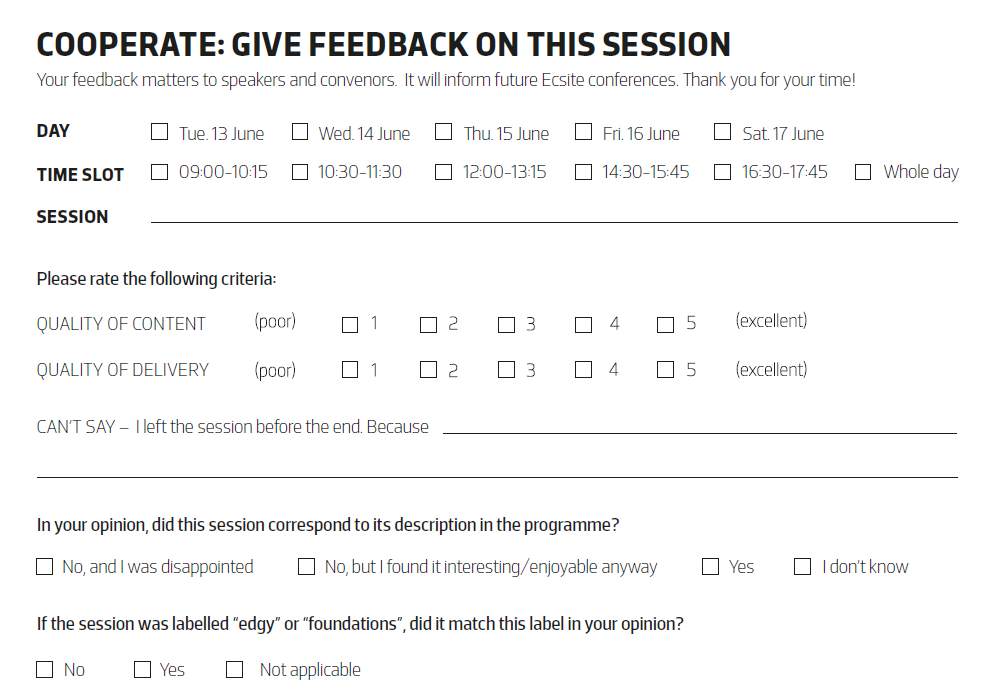 COOPERATE: GIVE FEEDBACK ON THIS SESSION
Your feedback matters to speakers and convenors. It will inform future Ecsite conferences. Thank you for your time!
DAY Tue. 13 June Wed. 14 June Thu. 15 June Fri. 16 June Sat. 17 June
TIME SLOT 09:00-10:15 10:30-11:30 12:00-13:15 14:30-15:45 16:30-17:45 Whole day
SESSION
Please rate the following criteria:
QUALITY OF CONTENT (poor) 1 2 3 4 5 (excellent)
QUALITY OF DELIVERY (poor) 1 2 3 4 5 (excellent)
CAN'T SAY – I left the session before the end. Because
In your opinion, did this session correspond to its description in the programme?
No, and I was disappointed No, but I found it interesting/enjoyable anyway Yes I don't know
If the session was labelled “edgy” or “foundations”, did it match this label in your opinion?
No Yes Not applicable